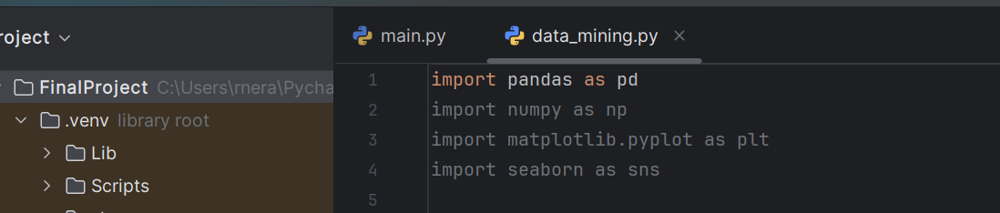 roject
main.py
data_mining.py
FinalProject C:\Users\rnera\Pycha
.venv library root
Lib
Scripts
1 import pandas as pd
2 import numpy as np
3 import matplotlib.pyplot as plt
4 import seaborn as sns
5